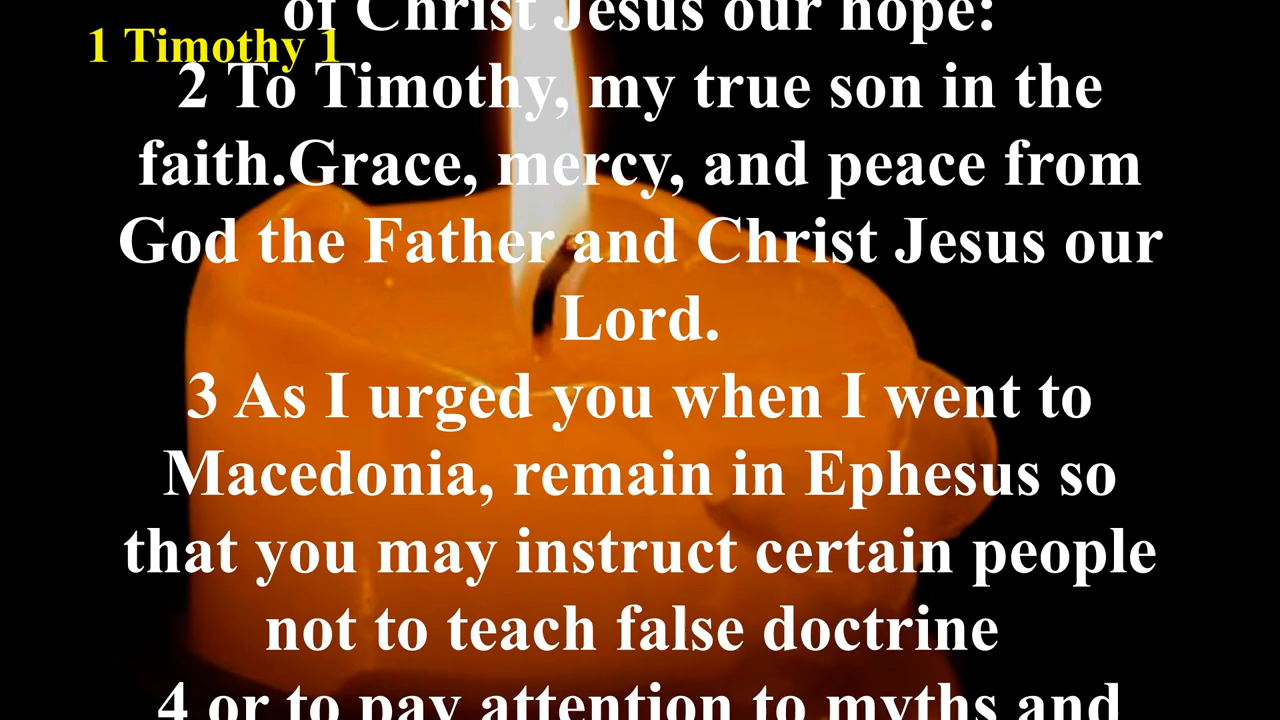 of Christ Jesus our hope:
1 Timothy 1
2 To Timothy, my true son in the
faith.Grace, mercy, and peace from
God the Father and Christ Jesus our
Lord.
3 As I urged you when I went to
Macedonia, remain in Ephesus so
that you may instruct certain people
not to teach false doctrine
4 or to pay attention to myths and